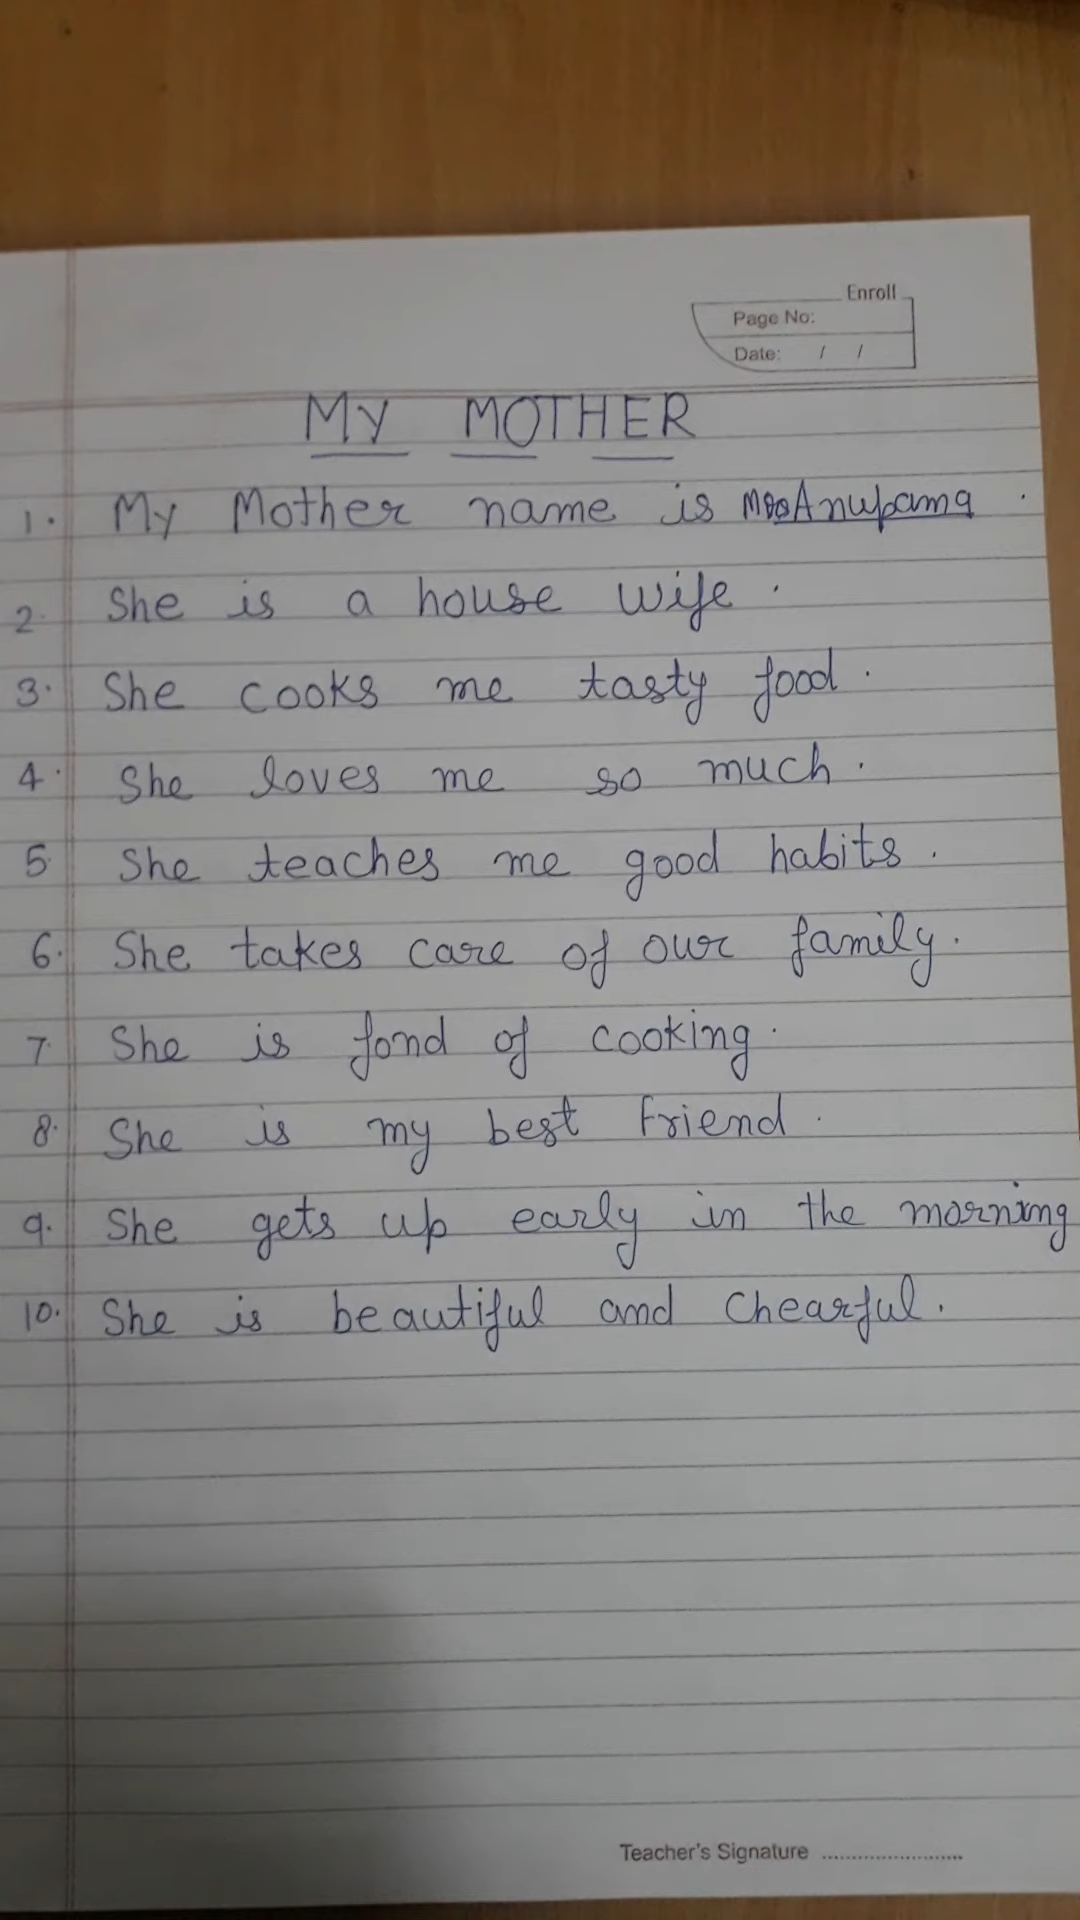 Enroll
Page No:
Date: / /
MY MOTHER
1. My Mother name is Mrs Anupama.
2. She is a house wife.
3. She cooks me tasty food.
4. She loves me so much.
5. She teaches me good habits.
6. She takes care of our family.
7. She is fond of cooking.
8. She is my best Friend.
9. She gets up early in the morning
10. She is beautiful and Chearful.
Teacher's Signature ........................